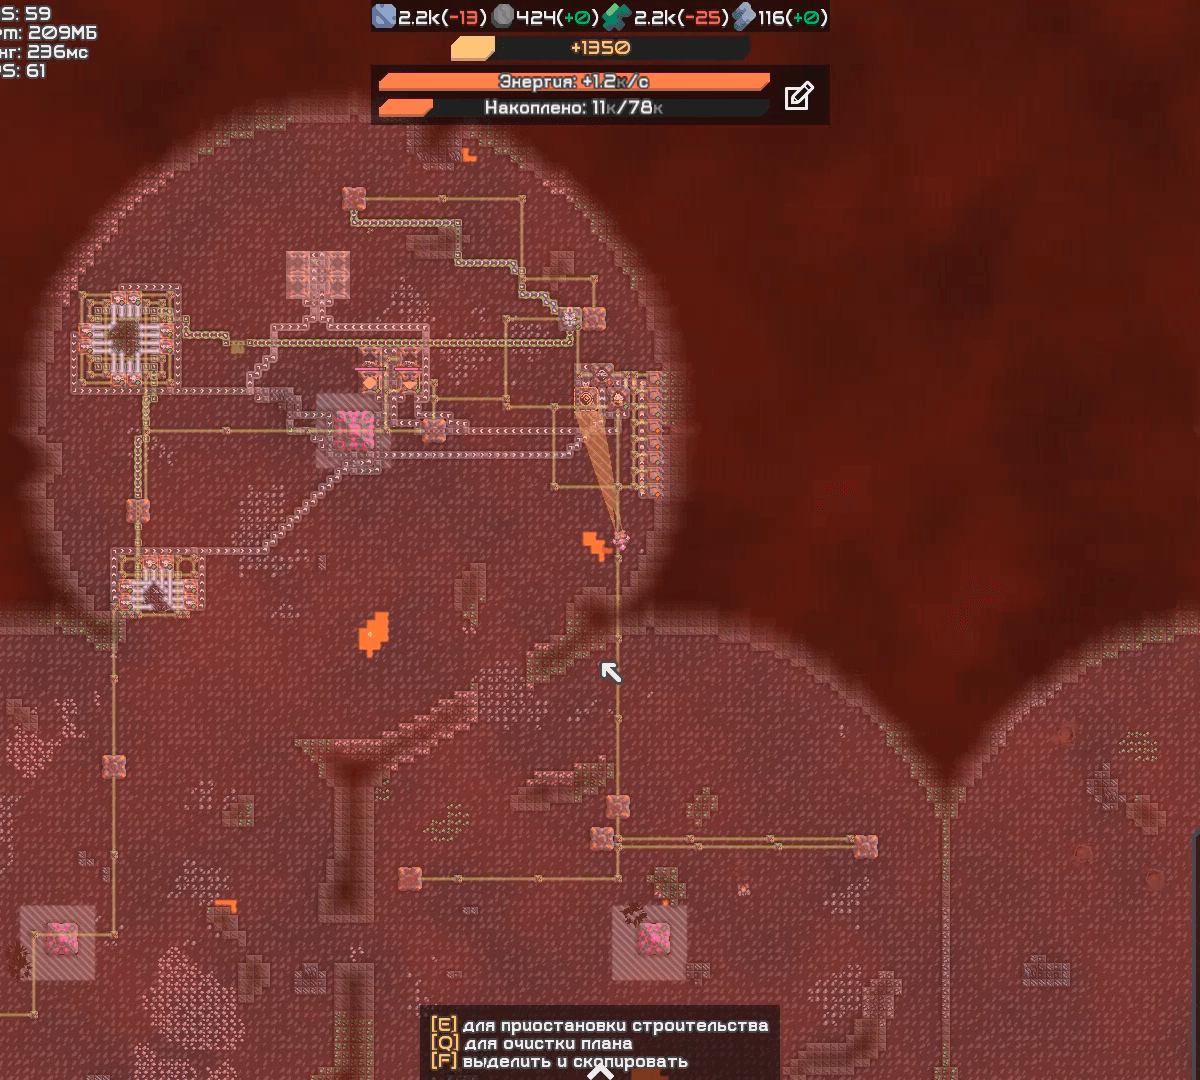 S: 59
m: 209МБ
нг: 236мс
S: 61
2.2k(-13) 424(+0) 2.2k(-25) 116(+0)
+1350
Энергия: +1.2к/с
Накоплено: 11к/78к
[E] для приостановки строительства
[Q] для очистки плана
[F] выделить и скопировать